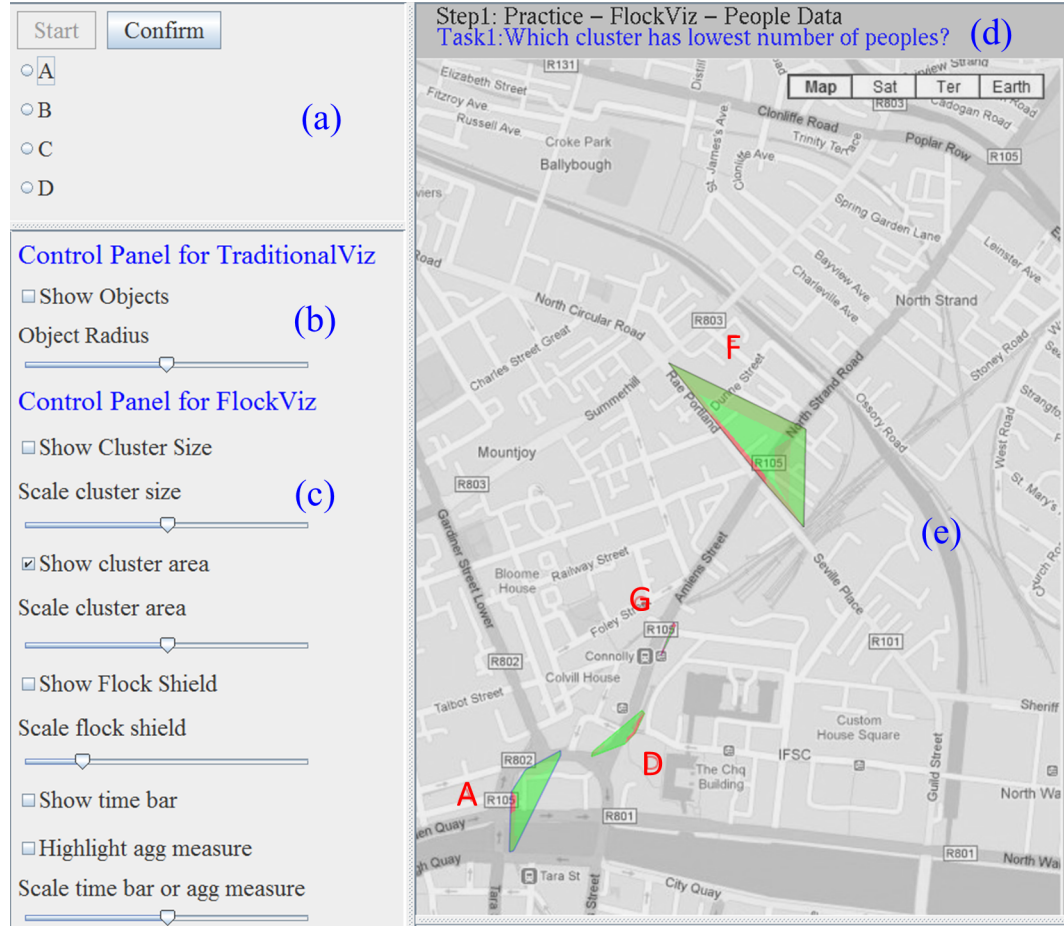 Start
Confirm
A
B
C
D
(a)
Control Panel for TraditionalViz
Show Objects
Object Radius
(b)
Control Panel for FlockViz
Show Cluster Size
Scale cluster size
(c)
Show cluster area
Scale cluster area
Show Flock Shield
Scale flock shield
Show time bar
Highlight agg measure
Scale time bar or agg measure
Step1: Practice – FlockViz – People Data
Task1:Which cluster has lowest number of peoples?
(d)
R131
Map
Sat
Ter
Earth
Elizabeth Street
Fitzroy Ave.
Russell Ave.
Croke Park
Ballybough
St. James's Ave.
Clonliffe Ave
Clonliffe Road
Trinity Terrace
R803
Cadogan Road
Poplar Row
R105
Spring Garden Lane
Leinster Ave.
Bayview Ave
Charleville Ave.
North Strand
Road
North Circular Road
R803
Charles Street Great
Summerhill
F
Rae Portland
Dunne Street
North Strand Road
Ossory Road
Stoney Road
West Road
Mountjoy
R803
R105
Gardiner Street Lower
(e)
Bloome
House
Railway Street
Amiens Street
Seville Place
G
Foley
R105
R101
Connolly
R802
Colvill House
Talbot Street
Sheriff
Custom
House Square
IFSC
Guild Street
R802
D
The Chq
Building
A
R105
North Wa
R801
Quay
R801
North Wa
gh Quay
Tara St
City Quay
Tara
Street